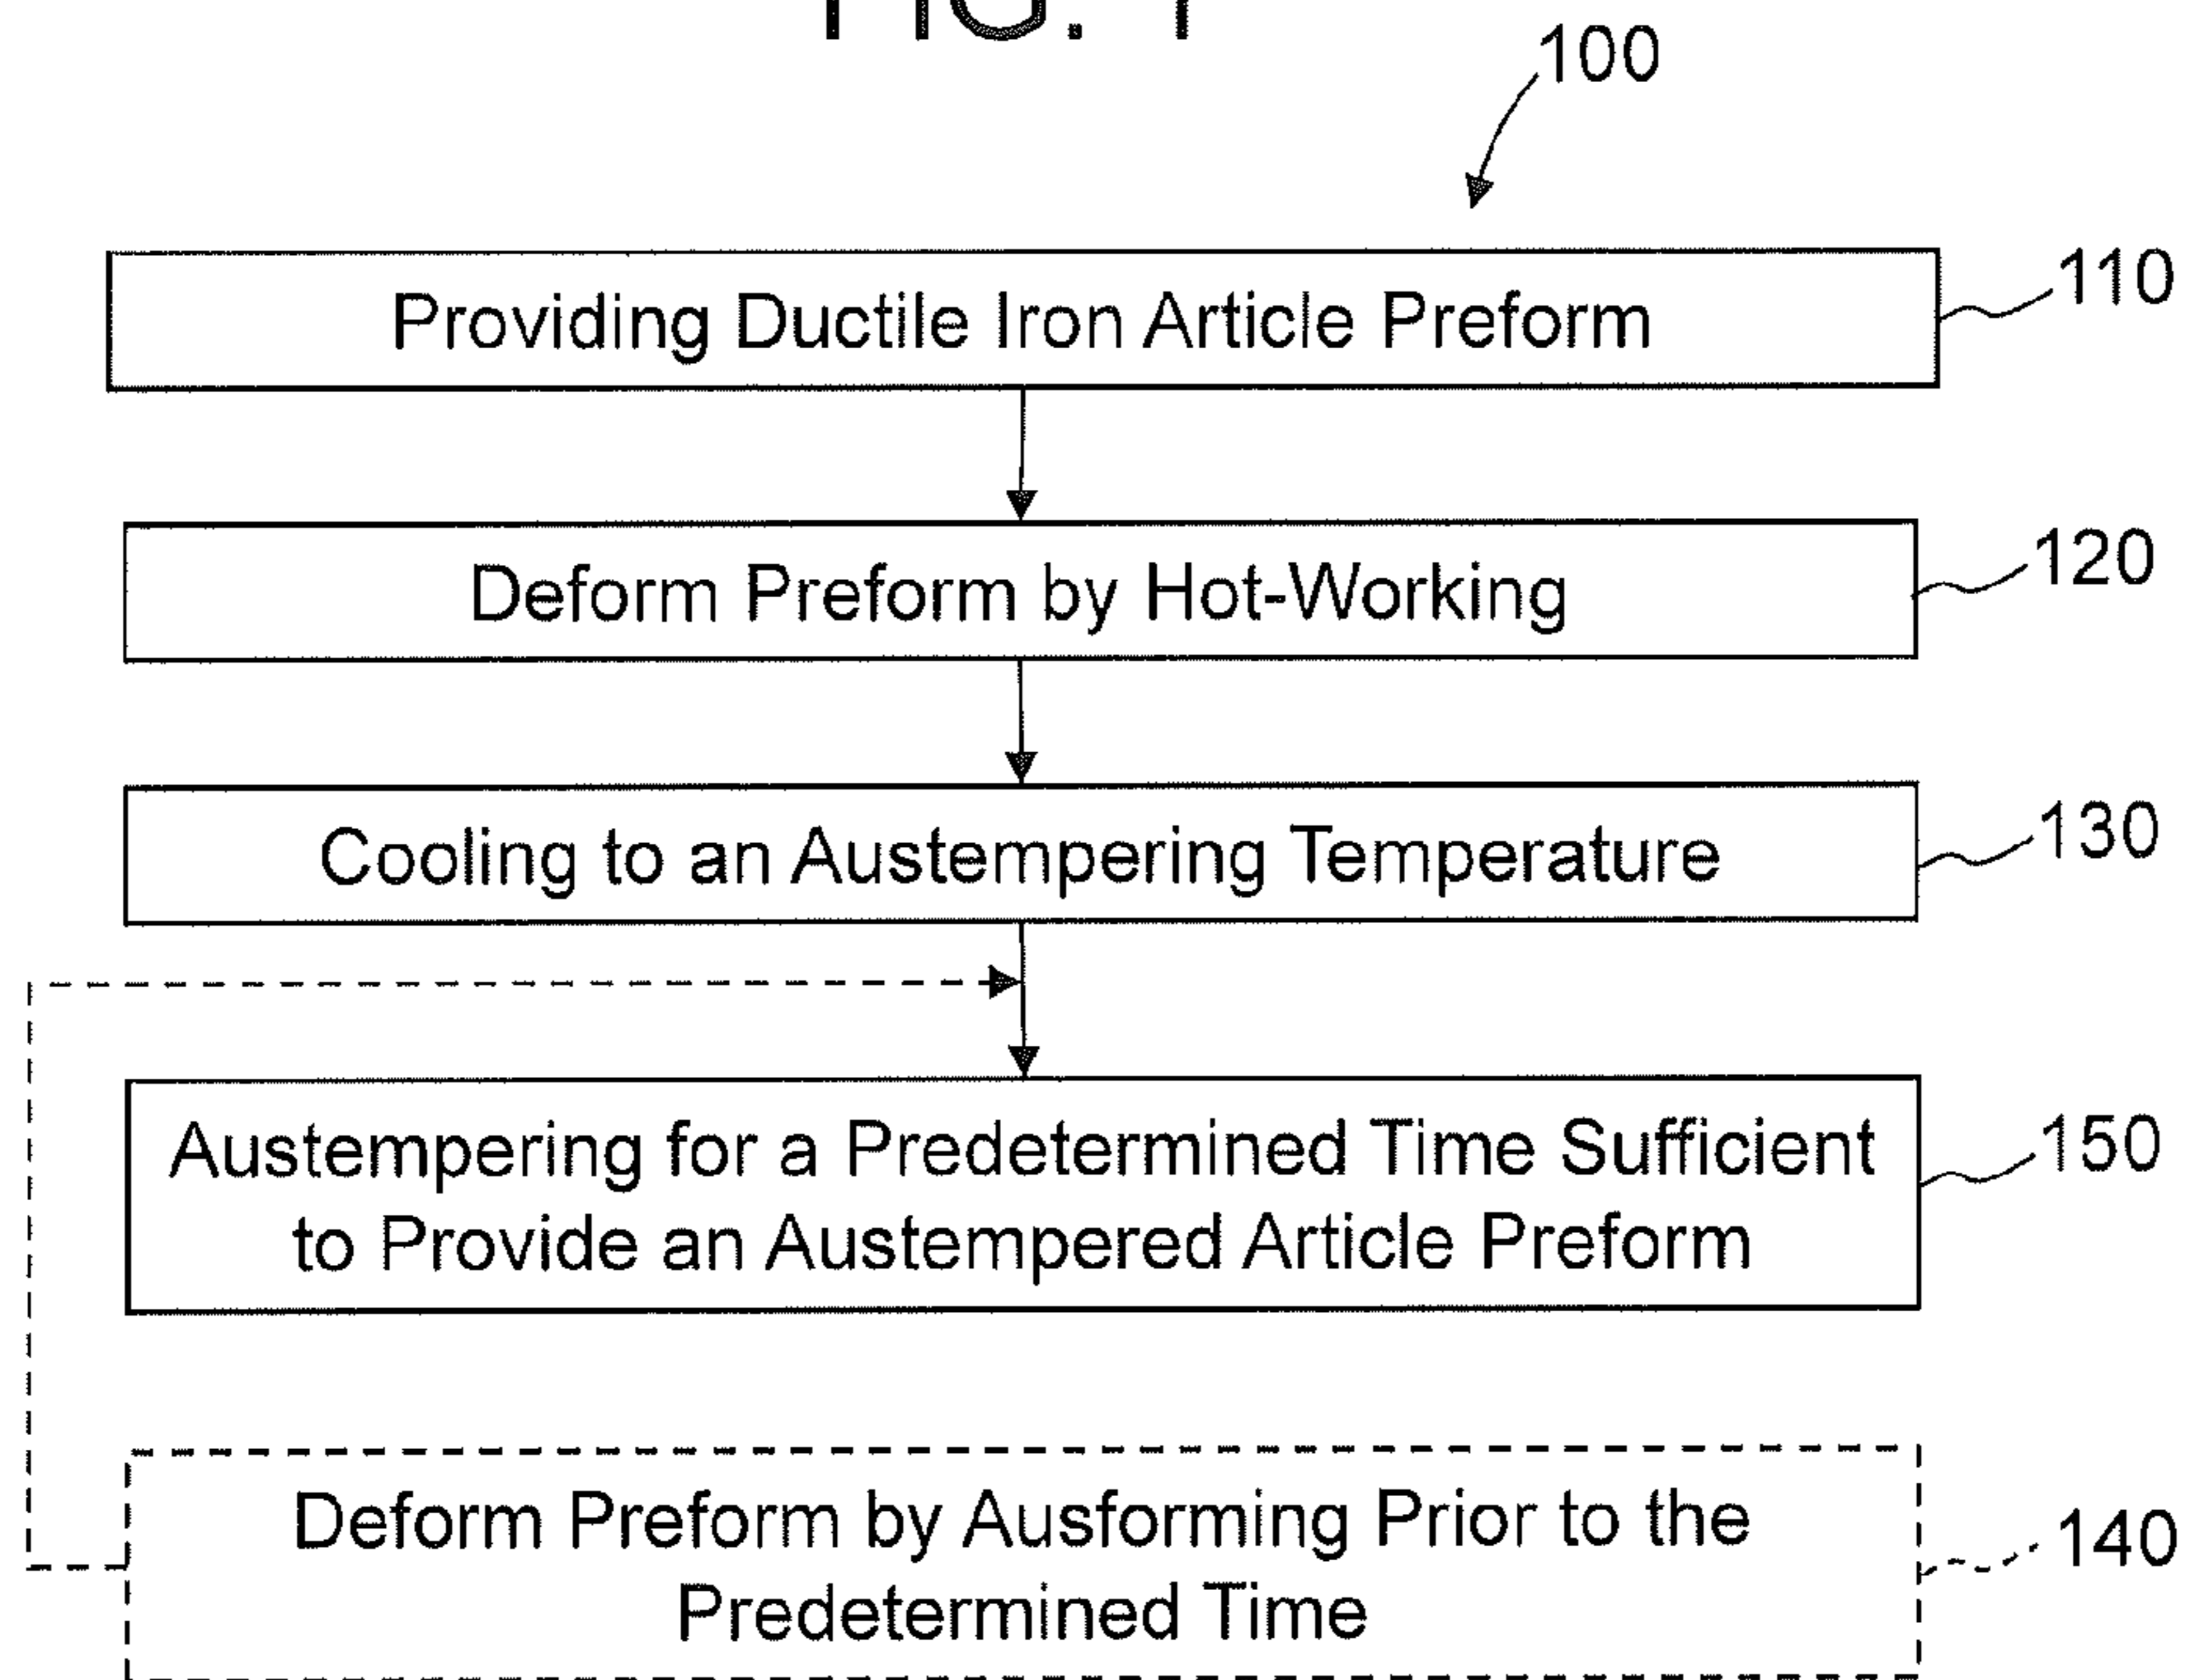 FIG. 1
100
Providing Ductile Iron Article Preform
110
Deform Preform by Hot-Working
120
Cooling to an Austempering Temperature
130
Austempering for a Predetermined Time Sufficient
to Provide an Austempered Article Preform
150
Deform Preform by Ausforming Prior to the
Predetermined Time
140